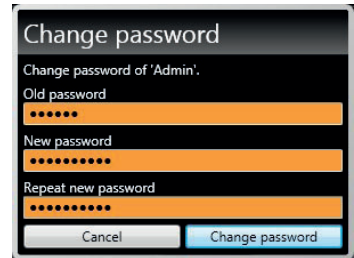 Change password
Change password of 'Admin'.
Old password
••••••
New password
••••••••••
Repeat new password
••••••••••
Cancel
Change password